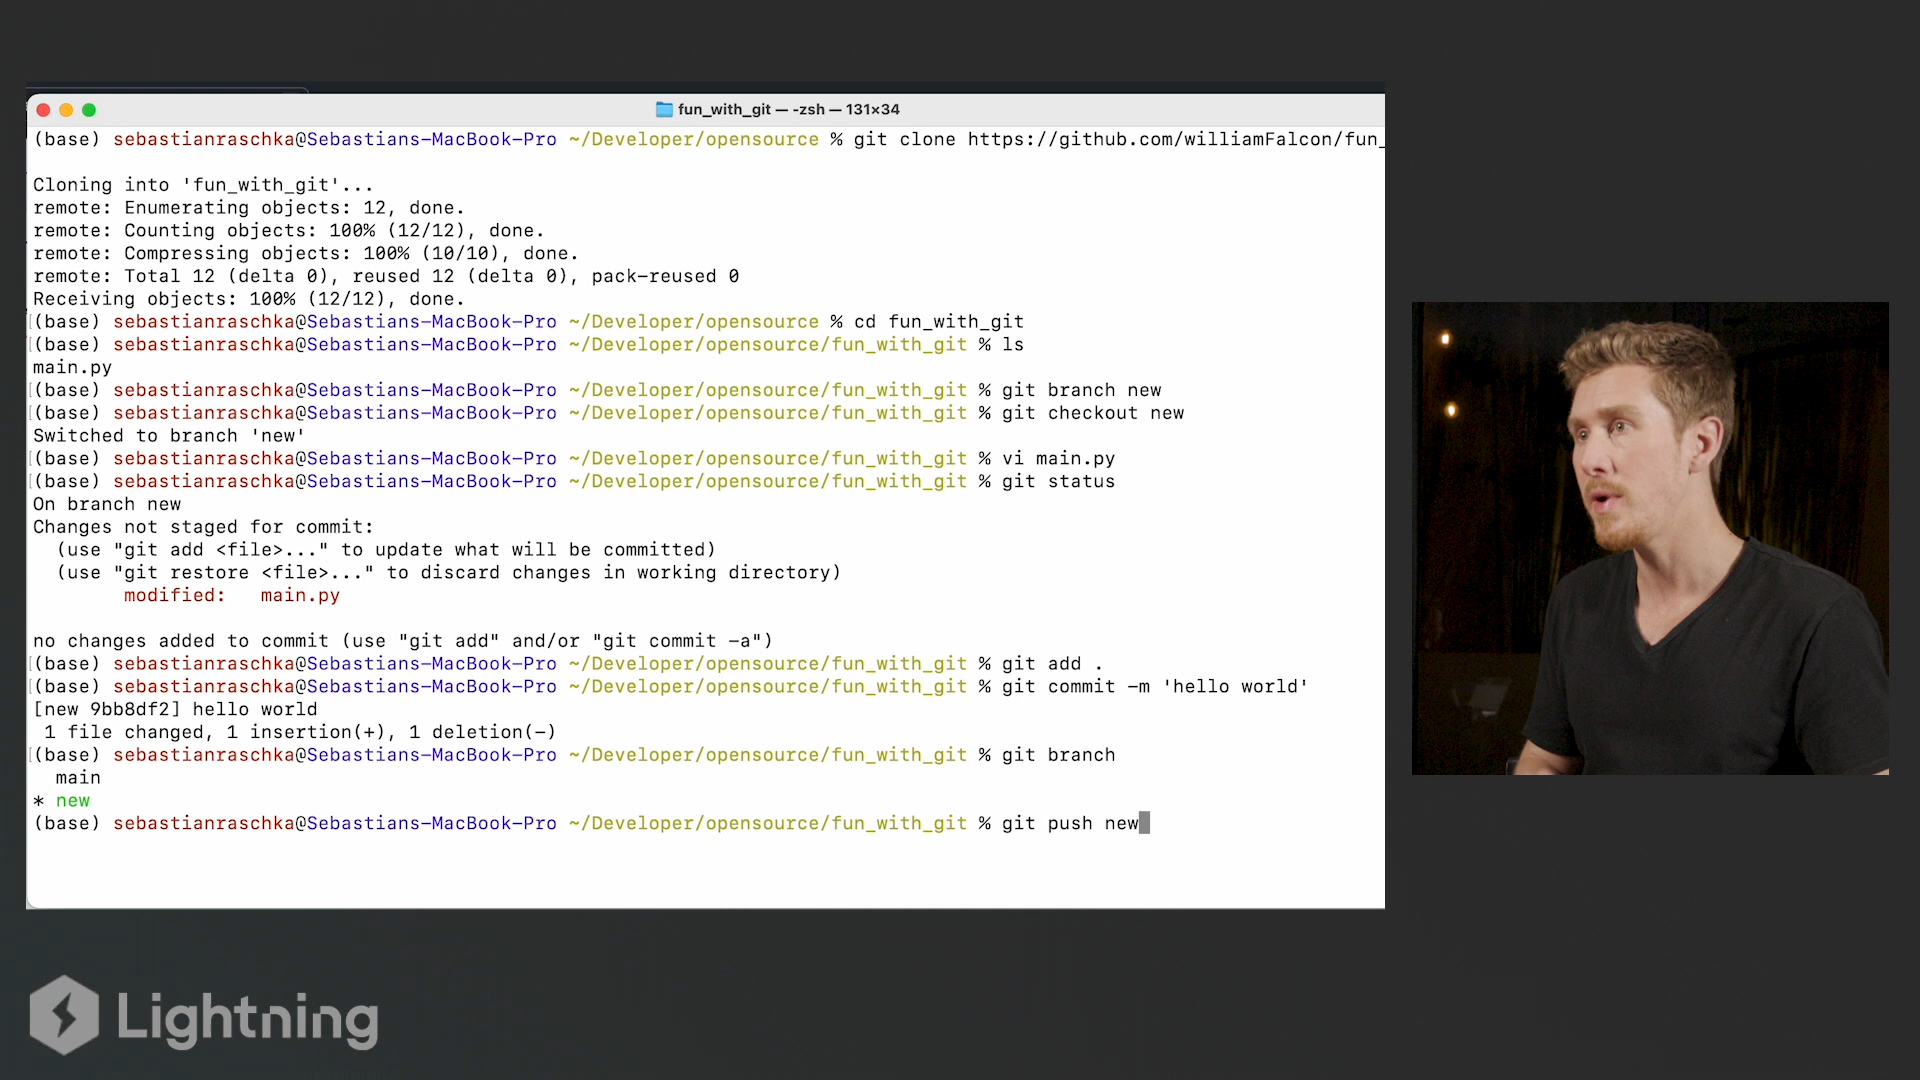 fun_with_git — -zsh — 131×34
(base) sebastianraschka@Sebastians-MacBook-Pro ~/Developer/opensource % git clone https://github.com/williamFalcon/fun_
Cloning into 'fun_with_git'...
remote: Enumerating objects: 12, done.
remote: Counting objects: 100% (12/12), done.
remote: Compressing objects: 100% (10/10), done.
remote: Total 12 (delta 0), reused 12 (delta 0), pack-reused 0
Receiving objects: 100% (12/12), done.
(base) sebastianraschka@Sebastians-MacBook-Pro ~/Developer/opensource % cd fun_with_git
(base) sebastianraschka@Sebastians-MacBook-Pro ~/Developer/opensource/fun_with_git % ls
main.py
(base) sebastianraschka@Sebastians-MacBook-Pro ~/Developer/opensource/fun_with_git % git branch new
(base) sebastianraschka@Sebastians-MacBook-Pro ~/Developer/opensource/fun_with_git % git checkout new
Switched to branch 'new'
(base) sebastianraschka@Sebastians-MacBook-Pro ~/Developer/opensource/fun_with_git % vi main.py
(base) sebastianraschka@Sebastians-MacBook-Pro ~/Developer/opensource/fun_with_git % git status
On branch new
Changes not staged for commit:
  (use "git add <file>..." to update what will be committed)
  (use "git restore <file>..." to discard changes in working directory)
        modified:   main.py
no changes added to commit (use "git add" and/or "git commit -a")
(base) sebastianraschka@Sebastians-MacBook-Pro ~/Developer/opensource/fun_with_git % git add .
(base) sebastianraschka@Sebastians-MacBook-Pro ~/Developer/opensource/fun_with_git % git commit -m 'hello world'
[new 9bb8df2] hello world
 1 file changed, 1 insertion(+), 1 deletion(-)
(base) sebastianraschka@Sebastians-MacBook-Pro ~/Developer/opensource/fun_with_git % git branch
  main
* new
(base) sebastianraschka@Sebastians-MacBook-Pro ~/Developer/opensource/fun_with_git % git push new
Lightning